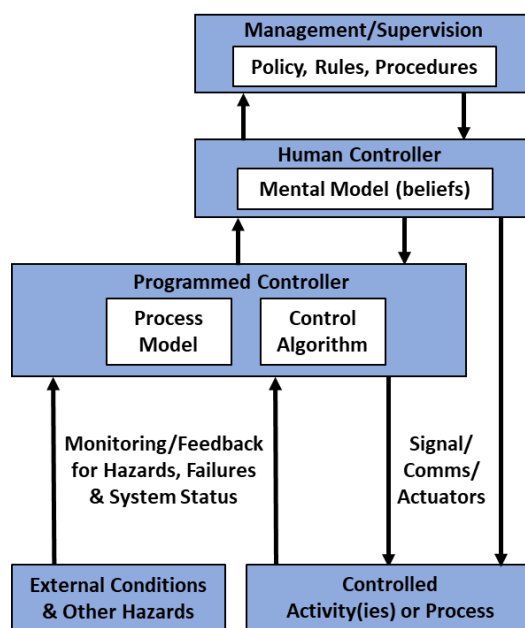 Management/Supervision
Policy, Rules, Procedures
Human Controller
Mental Model (beliefs)
Programmed Controller
Process
Model
Control
Algorithm
Monitoring/Feedback
for Hazards, Failures
& System Status
Signal/
Comms/
Actuators
External Conditions
& Other Hazards
Controlled
Activity(ies) or Process